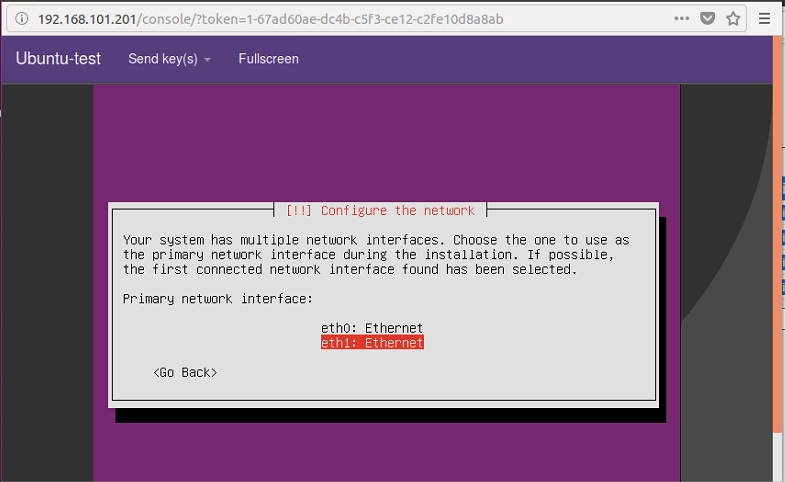 192.168.101.201/console/?token=1-67ad60ae-dc4b-c5f3-ce12-c2fe10d8a8ab
Ubuntu-test Send key(s) Fullscreen
[!!] Configure the network
Your system has multiple network interfaces. Choose the one to use as
the primary network interface during the installation. If possible,
the first connected network interface found has been selected.
Primary network interface:
eth0: Ethernet
eth1: Ethernet
<Go Back>